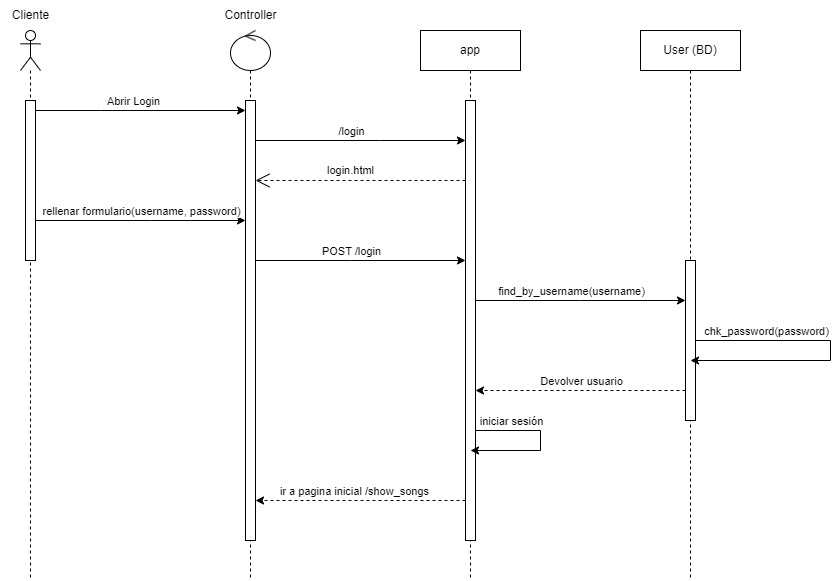 Cliente
Controller
app
User (BD)
Abrir Login
/login
login.html
rellenar formulario(username, password)
POST /login
find_by_username(username)
chk_password(password)
Devolver usuario
iniciar sesión
ir a pagina inicial /show_songs